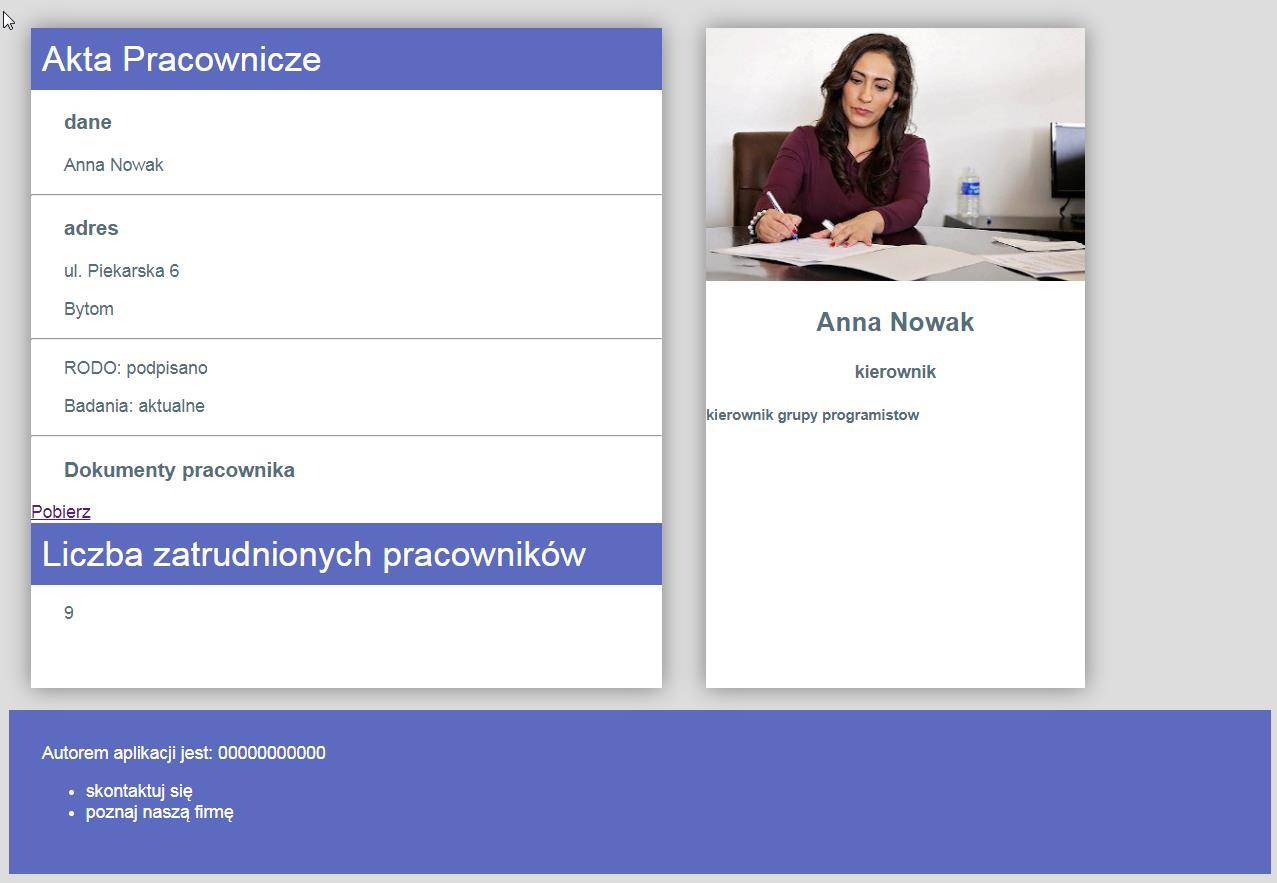 Akta Pracownicze
dane
Anna Nowak
adres
ul. Piekarska 6
Bytom
RODO: podpisano
Badania: aktualne
Dokumenty pracownika
Pobierz
Liczba zatrudnionych pracowników
9
Anna Nowak
kierownik
kierownik grupy programistow
Autorem aplikacji jest: 00000000000
skontaktuj się
poznaj naszą firmę